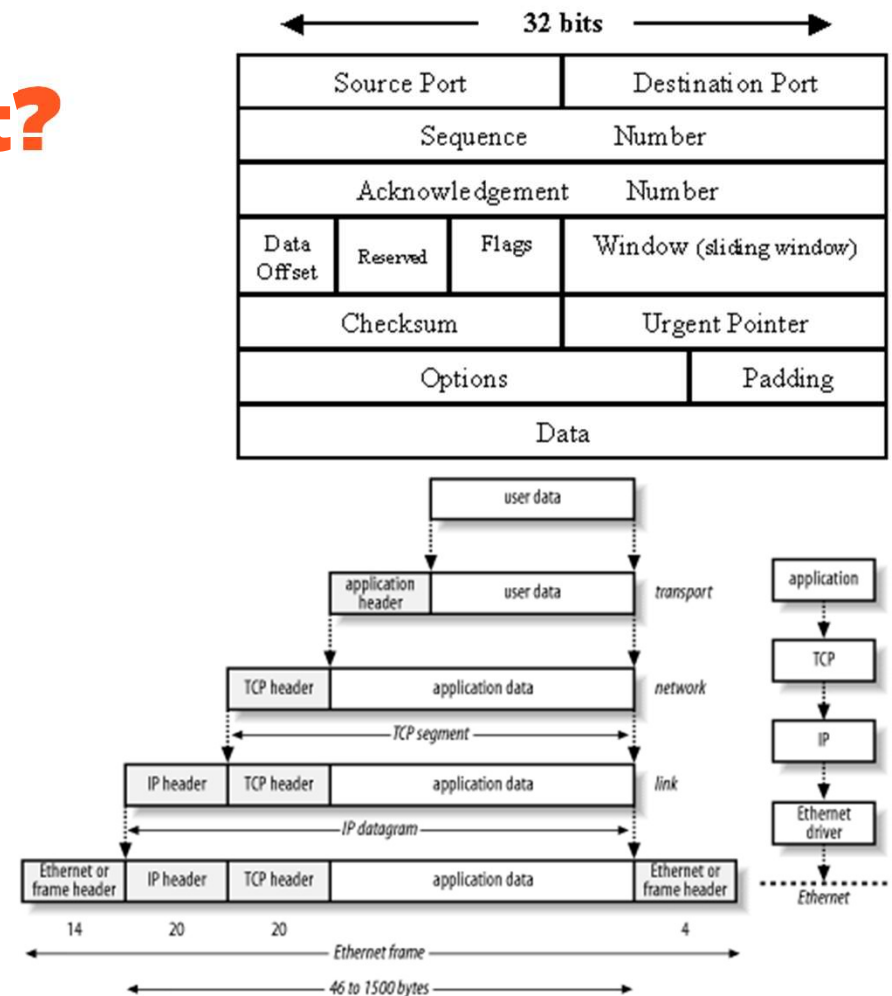 32 bits
t?
Source Port Destination Port
Sequence Number
Acknowledgement Number
Data Offset Reserved Flags Window (sliding window)
Checksum Urgent Pointer
Options Padding
Data
user data
application header user data transport
application
TCP header application data network
TCP
TCP segment
IP header TCP header application data link
IP
IP datagram
Ethernet driver
Ethernet or frame header IP header TCP header application data Ethernet or frame header
Ethernet
14 20 20 4
Ethernet frame
46 to 1500 bytes